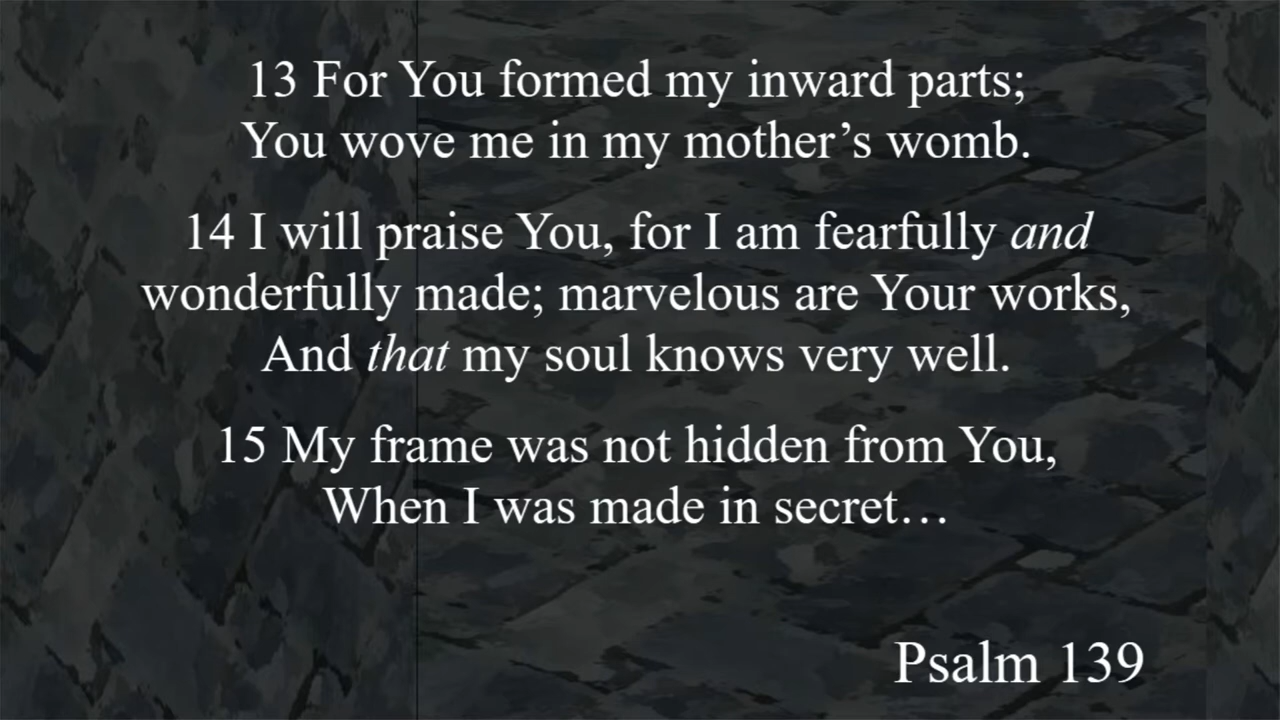 13 For You formed my inward parts;
You wove me in my mother’s womb.
14 I will praise You, for I am fearfully and
wonderfully made; marvelous are Your works,
And that my soul knows very well.
15 My frame was not hidden from You,
When I was made in secret…
Psalm 139